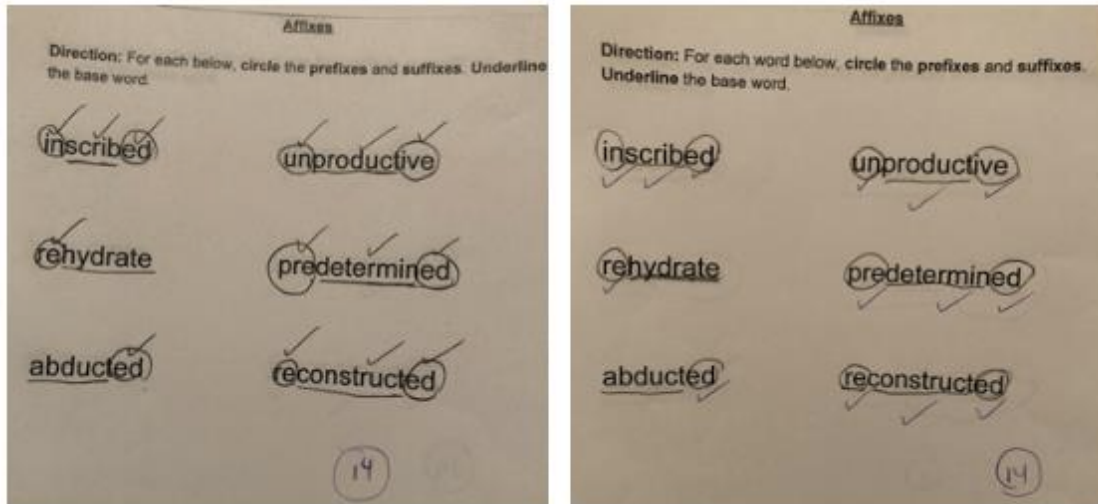 Affixes
Direction: For each below, circle the prefixes and suffixes. Underline
the base word.
inscribed unproductive
rehydrate predetermined
abducted reconstructed
14
Affixes
Direction: For each word below, circle the prefixes and suffixes.
Underline the base word.
inscribed unproductive
rehydrate predetermined
abducted reconstructed
14